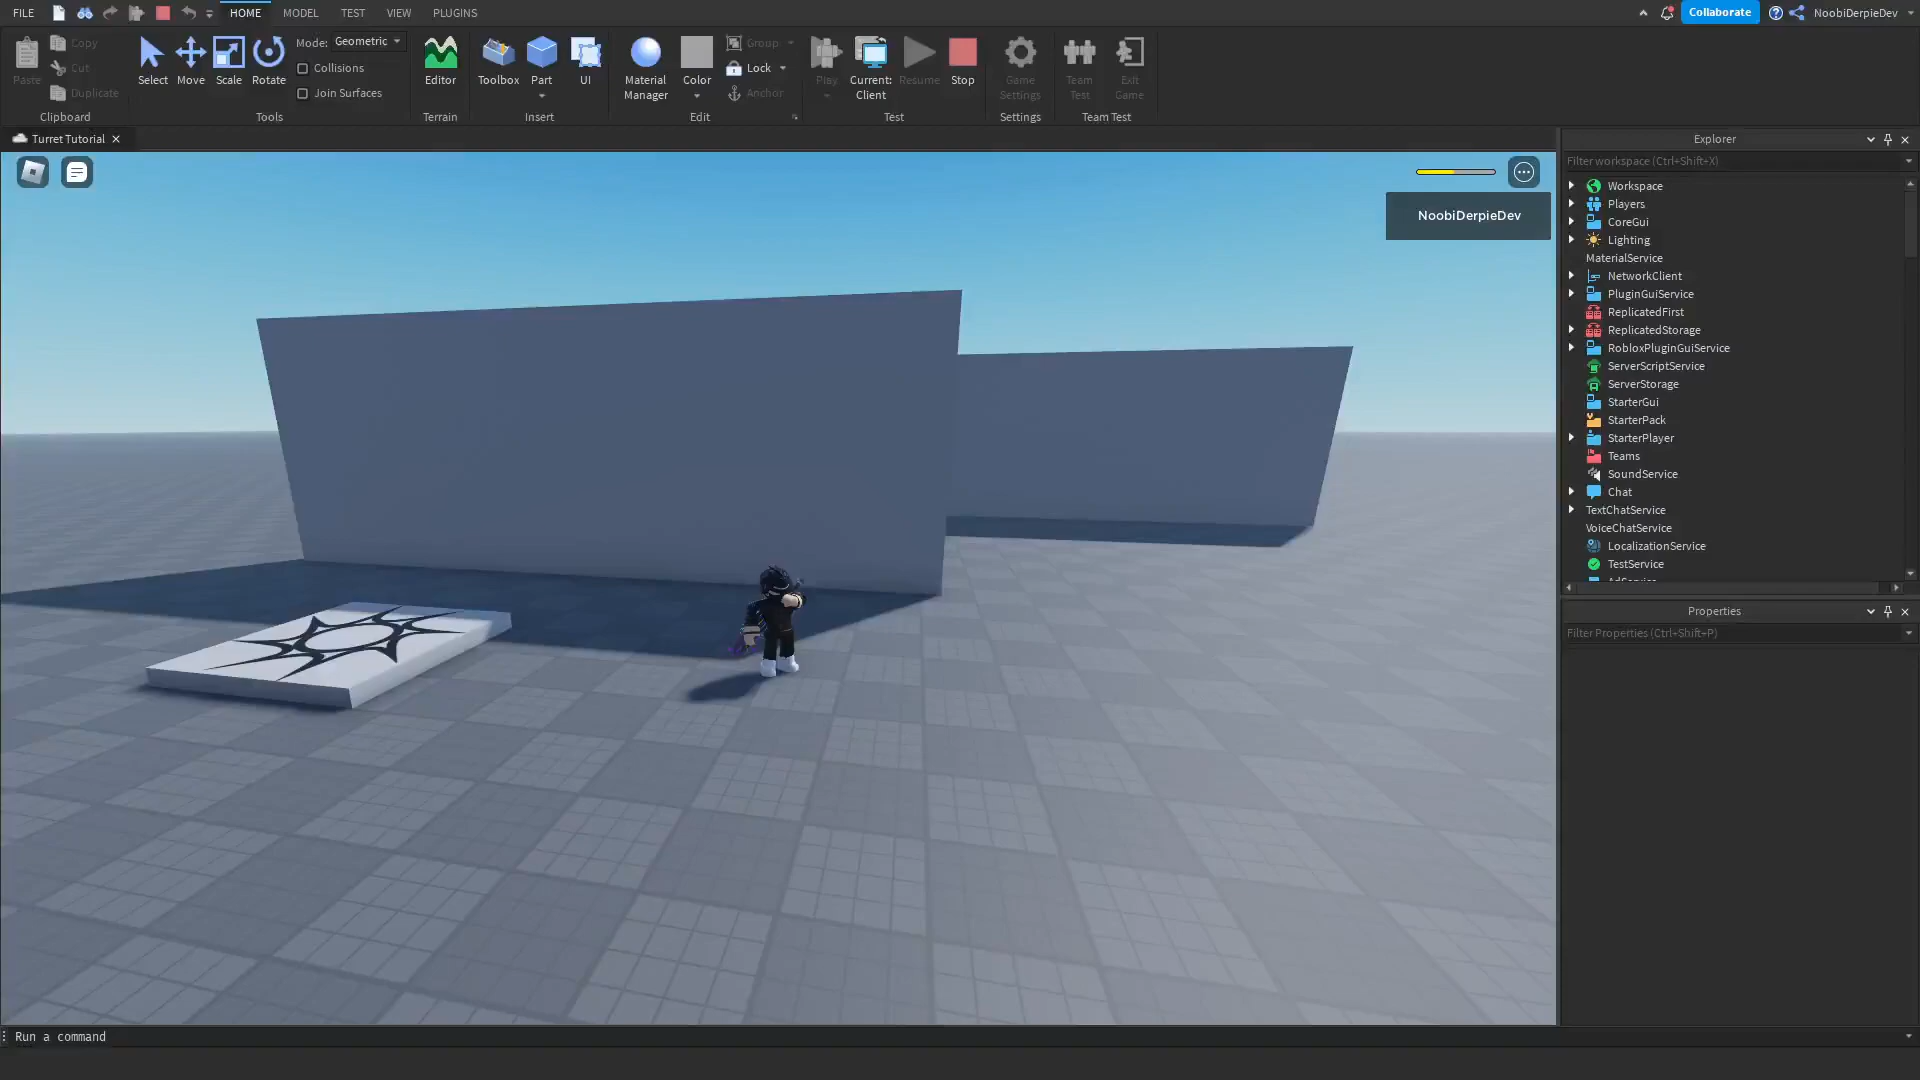 FILE HOME MODEL TEST VIEW PLUGINS Collaborate NoobiDerpieDev
Paste Copy Cut Duplicate
Clipboard
Select Move Scale Rotate
Mode: Geometric
Collisions
Join Surfaces
Tools
Editor
Terrain
Toolbox Part UI
Insert
Material Manager
Color
Group
Lock
Anchor
Edit
Play
Current: Client
Resume
Stop
Test
Game Settings
Settings
Team Test
Exit Game
Team Test
Turret Tutorial
NoobiDerpieDev
Explorer
Filter workspace (Ctrl+Shift+X)
Workspace
Players
CoreGui
Lighting
MaterialService
NetworkClient
PluginGuiService
ReplicatedFirst
ReplicatedStorage
RobloxPluginGuiService
ServerScriptService
ServerStorage
StarterGui
StarterPack
StarterPlayer
Teams
SoundService
Chat
TextChatService
VoiceChatService
LocalizationService
TestService
Properties
Filter Properties (Ctrl+Shift+P)
Run a command